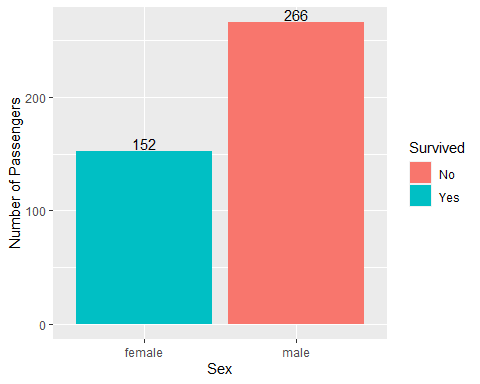 266
152
200
100
0
Number of Passengers
female
male
Sex
Survived
No
Yes